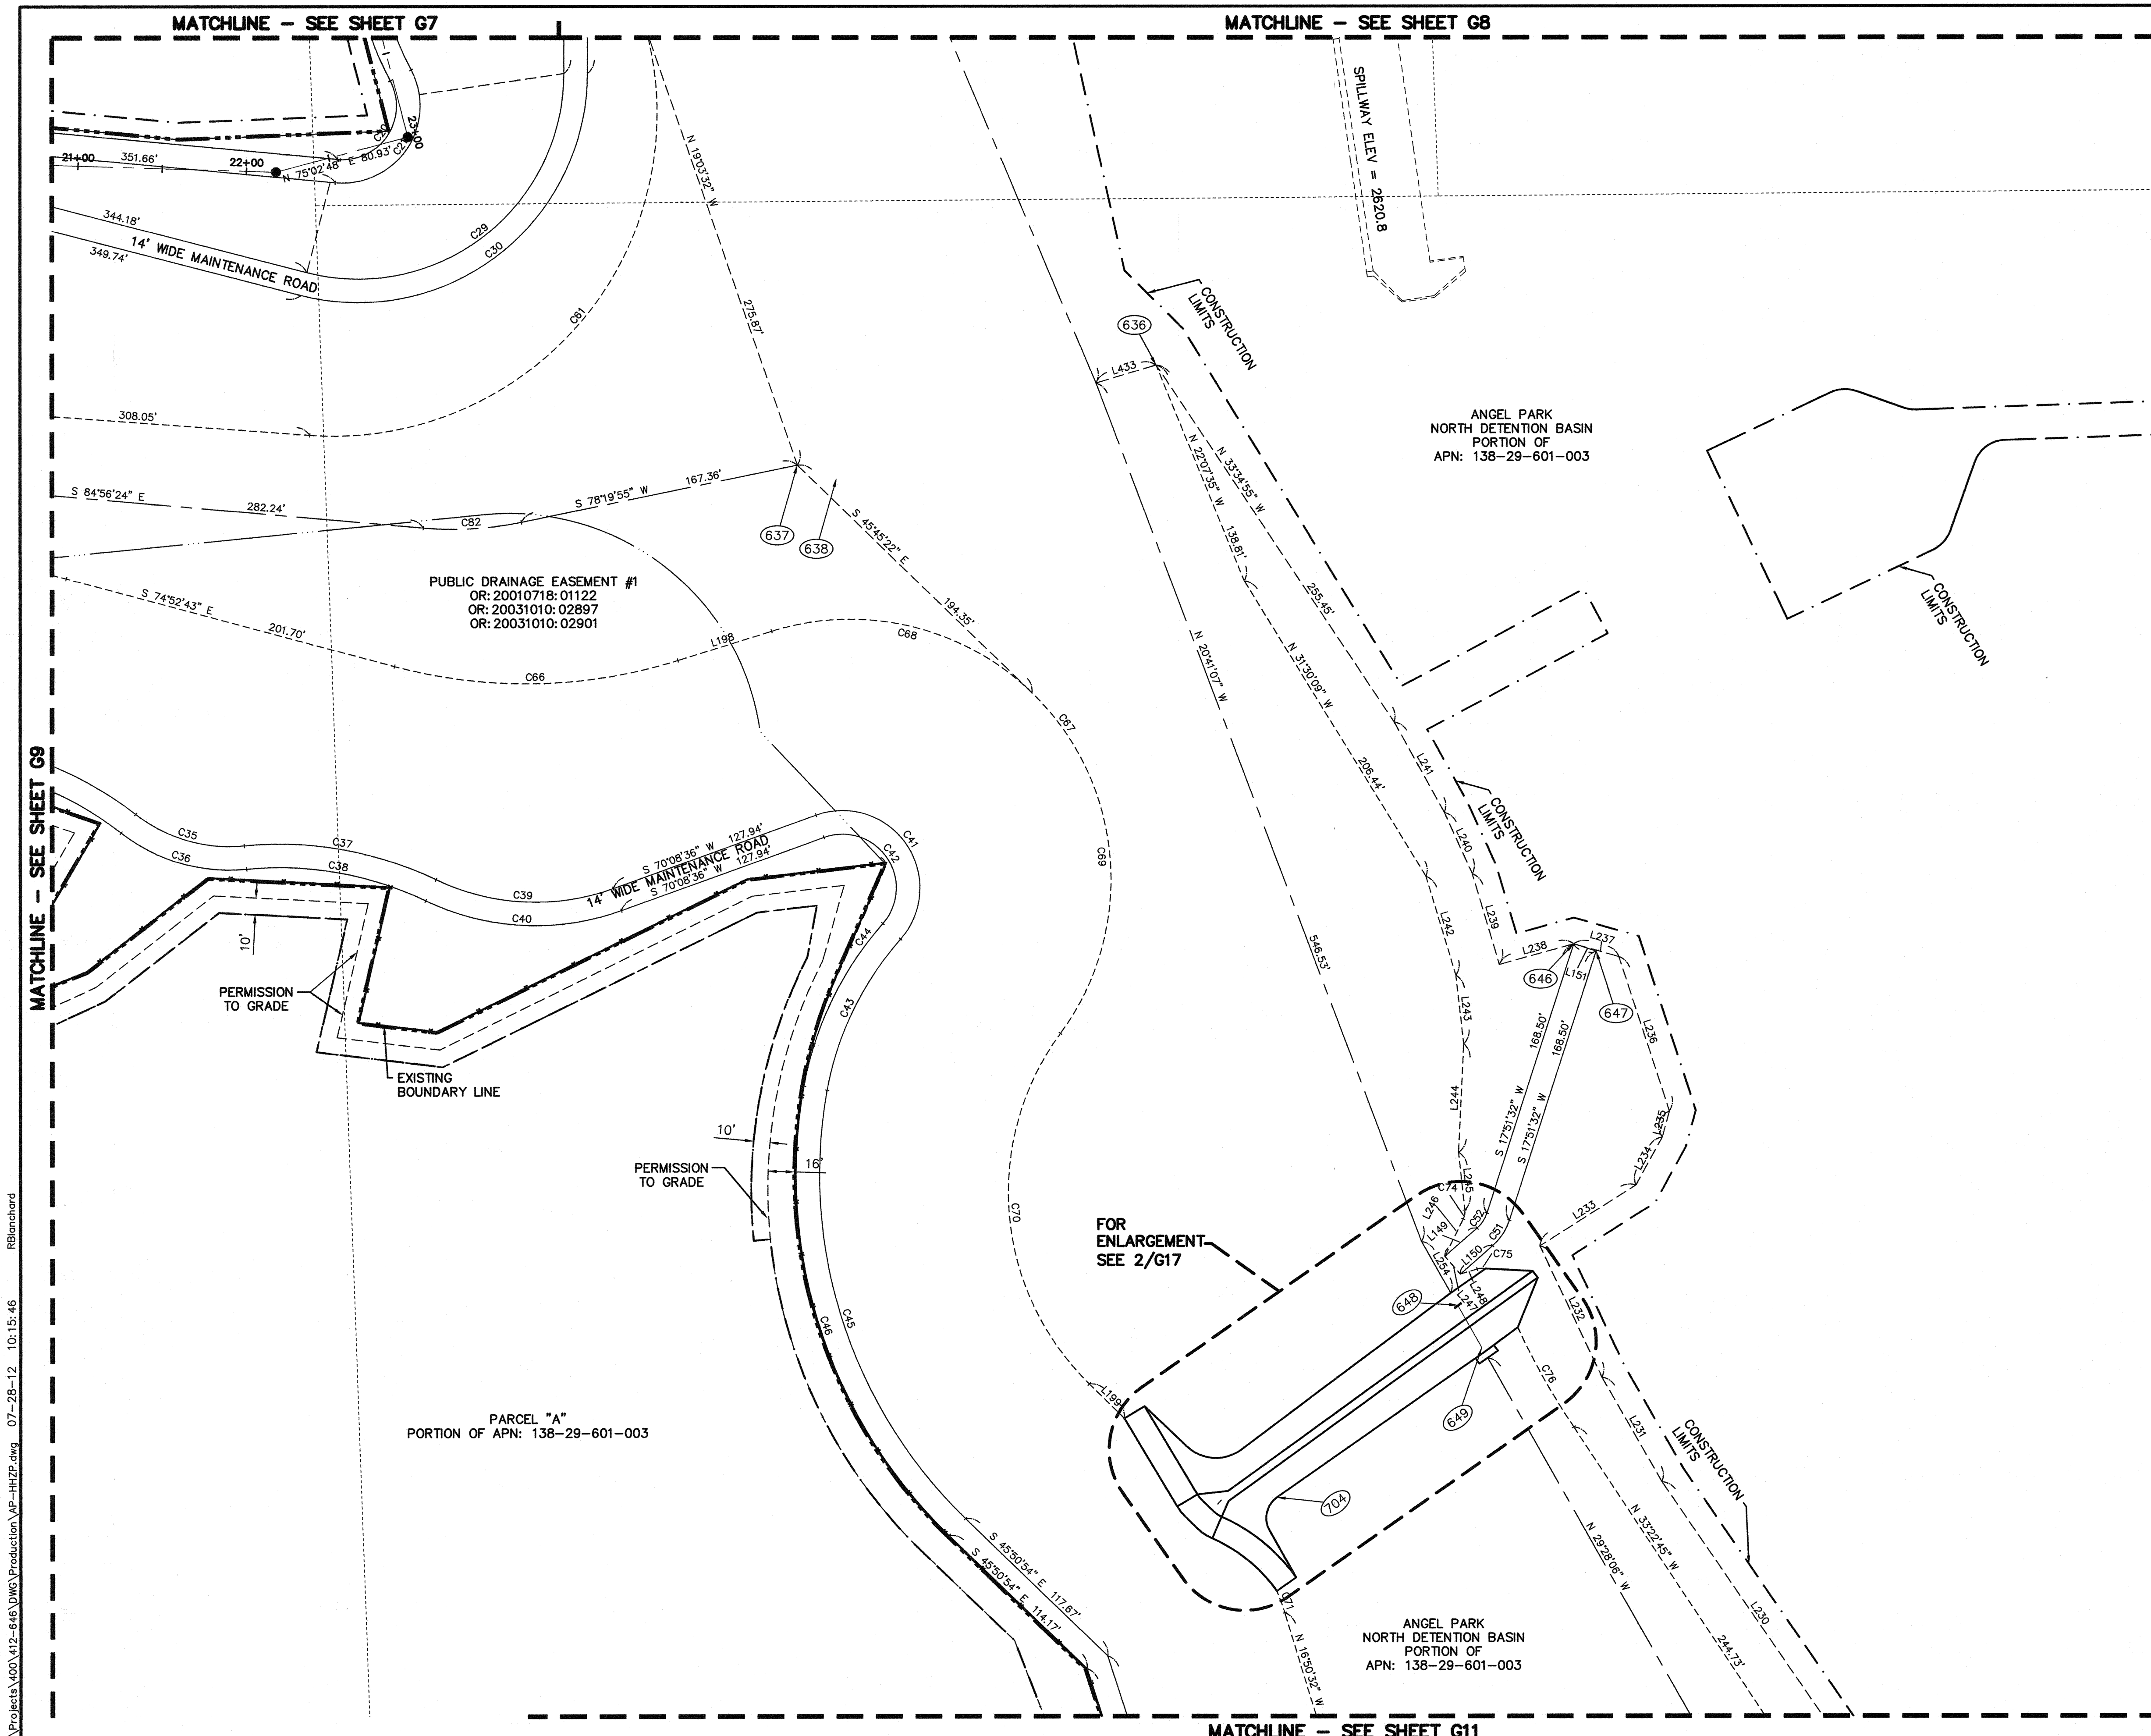 MATCHLINE – SEE SHEET G7
MATCHLINE – SEE SHEET G8
21+00
351.66'
22+00
N 75°02'48" E 80.93'
C20
C21
23+00
344.18'
14' WIDE MAINTENANCE ROAD
349.74'
C29
C30
C61
N 19°03'32" W
275.87'
SPILLWAY ELEV = 2620.8
CONSTRUCTION
LIMITS
636
L433
308.05'
S 84°56'24" E
282.24'
C82
S 78°19'55" W
167.36'
637
638
S 45°45'22" E
194.35'
N 22°07'35" W
138.81'
N 33°34'55" W
255.45'
ANGEL PARK
NORTH DETENTION BASIN
PORTION OF
APN: 138-29-601-003
CONSTRUCTION
LIMITS
PUBLIC DRAINAGE EASEMENT #1
OR: 20010718: 01122
OR: 20031010: 02897
OR: 20031010: 02901
S 74°52'43" E
201.70'
L198
C66
C68
C67
C69
N 20°41'07" W
546.53'
N 31°30'09" W
206.44'
L241
L240
L239
CONSTRUCTION
LIMITS
MATCHLINE – SEE SHEET G9
C35
C36
C37
C38
C39
C40
S 70°08'36" W 127.94'
14' WIDE MAINTENANCE ROAD
S 70°08'36" W 127.94'
C41
C42
C44
C43
10'
PERMISSION
TO GRADE
EXISTING
BOUNDARY LINE
L242
L243
L244
L245
L238
L237
L151
646
647
168.50'
168.50'
S 17°51'32" W
S 17°51'32" W
L236
L235
L234
L233
10'
16'
PERMISSION
TO GRADE
C70
C46
C45
FOR
ENLARGEMENT
SEE 2/G17
C74
L246
L149
C52
C51
L150
C75
L254
L247
L248
648
649
L232
C76
L231
L199
704
CONSTRUCTION
LIMITS
PARCEL "A"
PORTION OF APN: 138-29-601-003
S 45°50'54" E 117.67'
S 45°50'54" E 114.17'
C71
N 16°50'32" W
N 29°28'06" W
N 33°22'45" W
244.73'
L230
ANGEL PARK
NORTH DETENTION BASIN
PORTION OF
APN: 138-29-601-003
MATCHLINE – SEE SHEET G11
\Projects\400\412-646\DWG\Production\AP-HHZP.dwg 07-28-12 10:15:46 RBlanchard